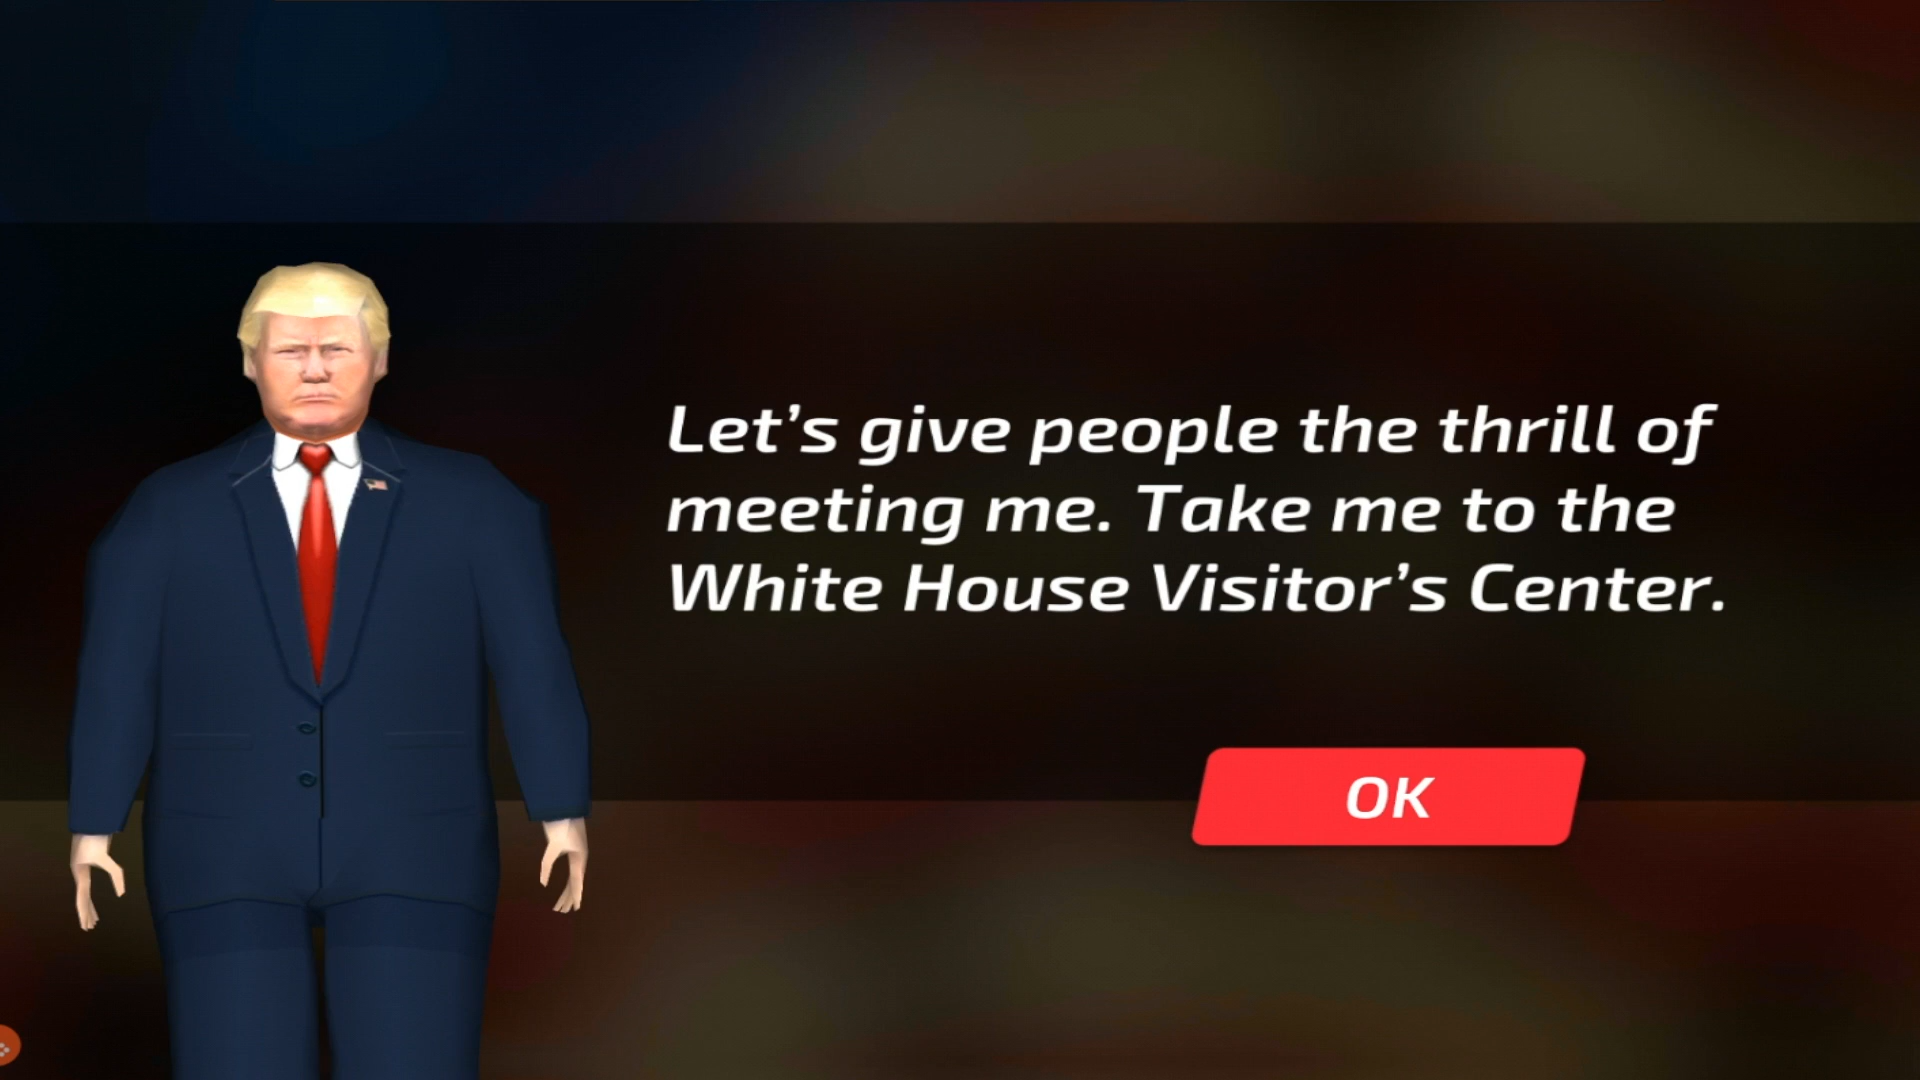 Let’s give people the thrill of
meeting me. Take me to the
White House Visitor’s Center.
OK